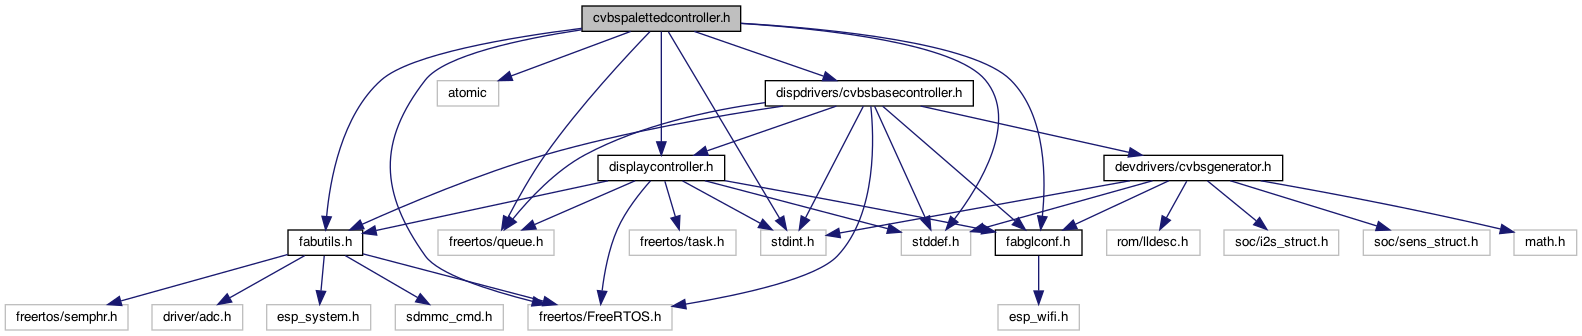 cvbspalettedcontroller.h
atomic
dispdrivers/cvbsbasecontroller.h
displaycontroller.h
devdrivers/cvbsgenerator.h
fabutils.h
freertos/queue.h
freertos/task.h
stdint.h
stddef.h
fabglconf.h
rom/lldesc.h
soc/i2s_struct.h
soc/sens_struct.h
math.h
freertos/semphr.h
driver/adc.h
esp_system.h
sdmmc_cmd.h
freertos/FreeRTOS.h
esp_wifi.h